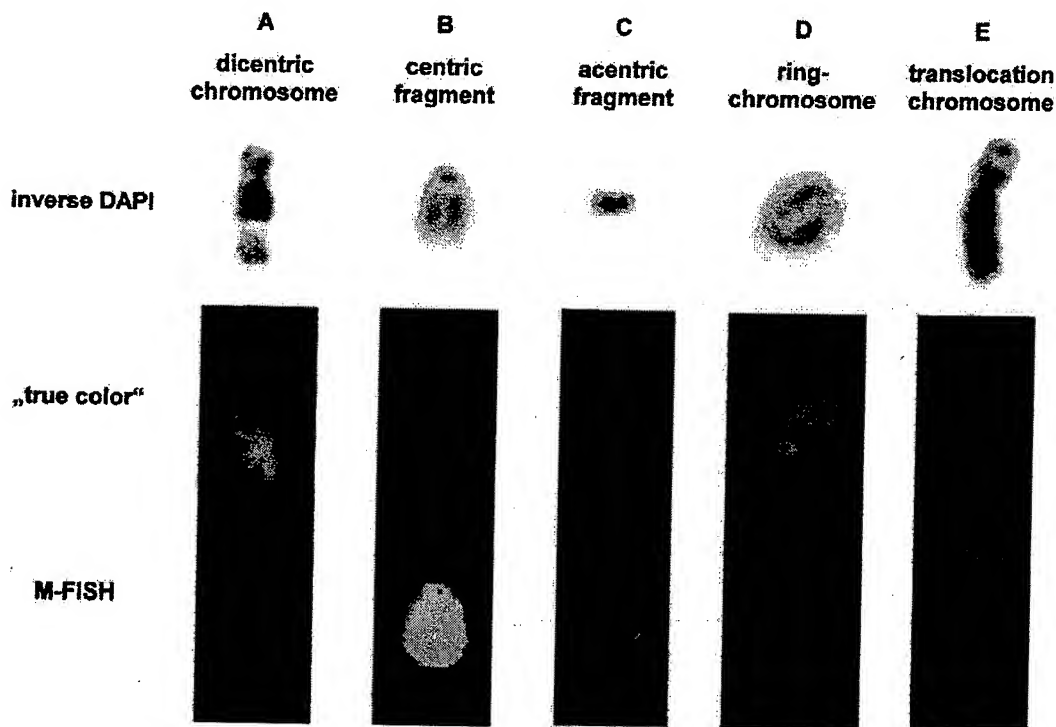 A
dicentric
chromosome
B
centric
fragment
C
acentric
fragment
D
ring-
chromosome
E
translocation
chromosome
inverse DAPI
„true color“
M-FISH